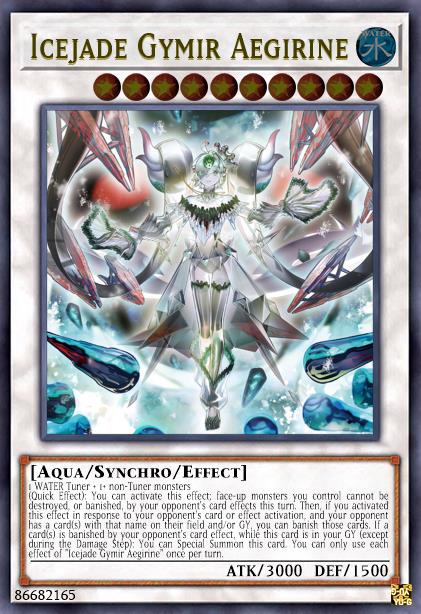 ICEJADE GYMIR AEGIRINE
WATER
水
[AQUA/SYNCHRO/EFFECT]
1 WATER Tuner + 1+ non-Tuner monsters
(Quick Effect): You can activate this effect; face-up monsters you control cannot be
destroyed, or banished, by your opponent's card effects this turn. Then, if you activated
this effect in response to your opponent's card or effect activation, and your opponent
has a card(s) with that name on their field and/or GY, you can banish those cards. If a
card(s) is banished by your opponent's card effect, while this card is in your GY (except
during the Damage Step): You can Special Summon this card. You can only use each
effect of "Icejade Gymir Aegirine" once per turn.
ATK/3000 DEF/1500
86682165